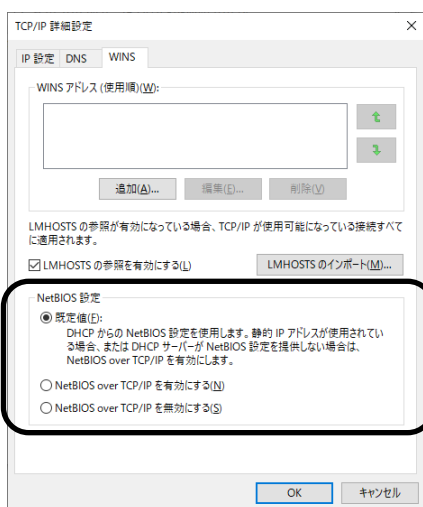 TCP/IP 詳細設定
IP 設定 DNS WINS
WINS アドレス (使用順)(W):
追加(A)... 編集(E)... 削除(V)
LMHOSTS の参照が有効になっている場合、TCP/IP が使用可能になっている接続すべて
に適用されます。
LMHOSTS の参照を有効にする(L) LMHOSTS のインポート(M)...
NetBIOS 設定
既定値(F):
DHCP からの NetBIOS 設定を使用します。静的 IP アドレスが使用されてい
る場合、または DHCP サーバーが NetBIOS 設定を提供しない場合は、
NetBIOS over TCP/IP を有効にします。
NetBIOS over TCP/IP を有効にする(N)
NetBIOS over TCP/IP を無効にする(S)
OK キャンセル